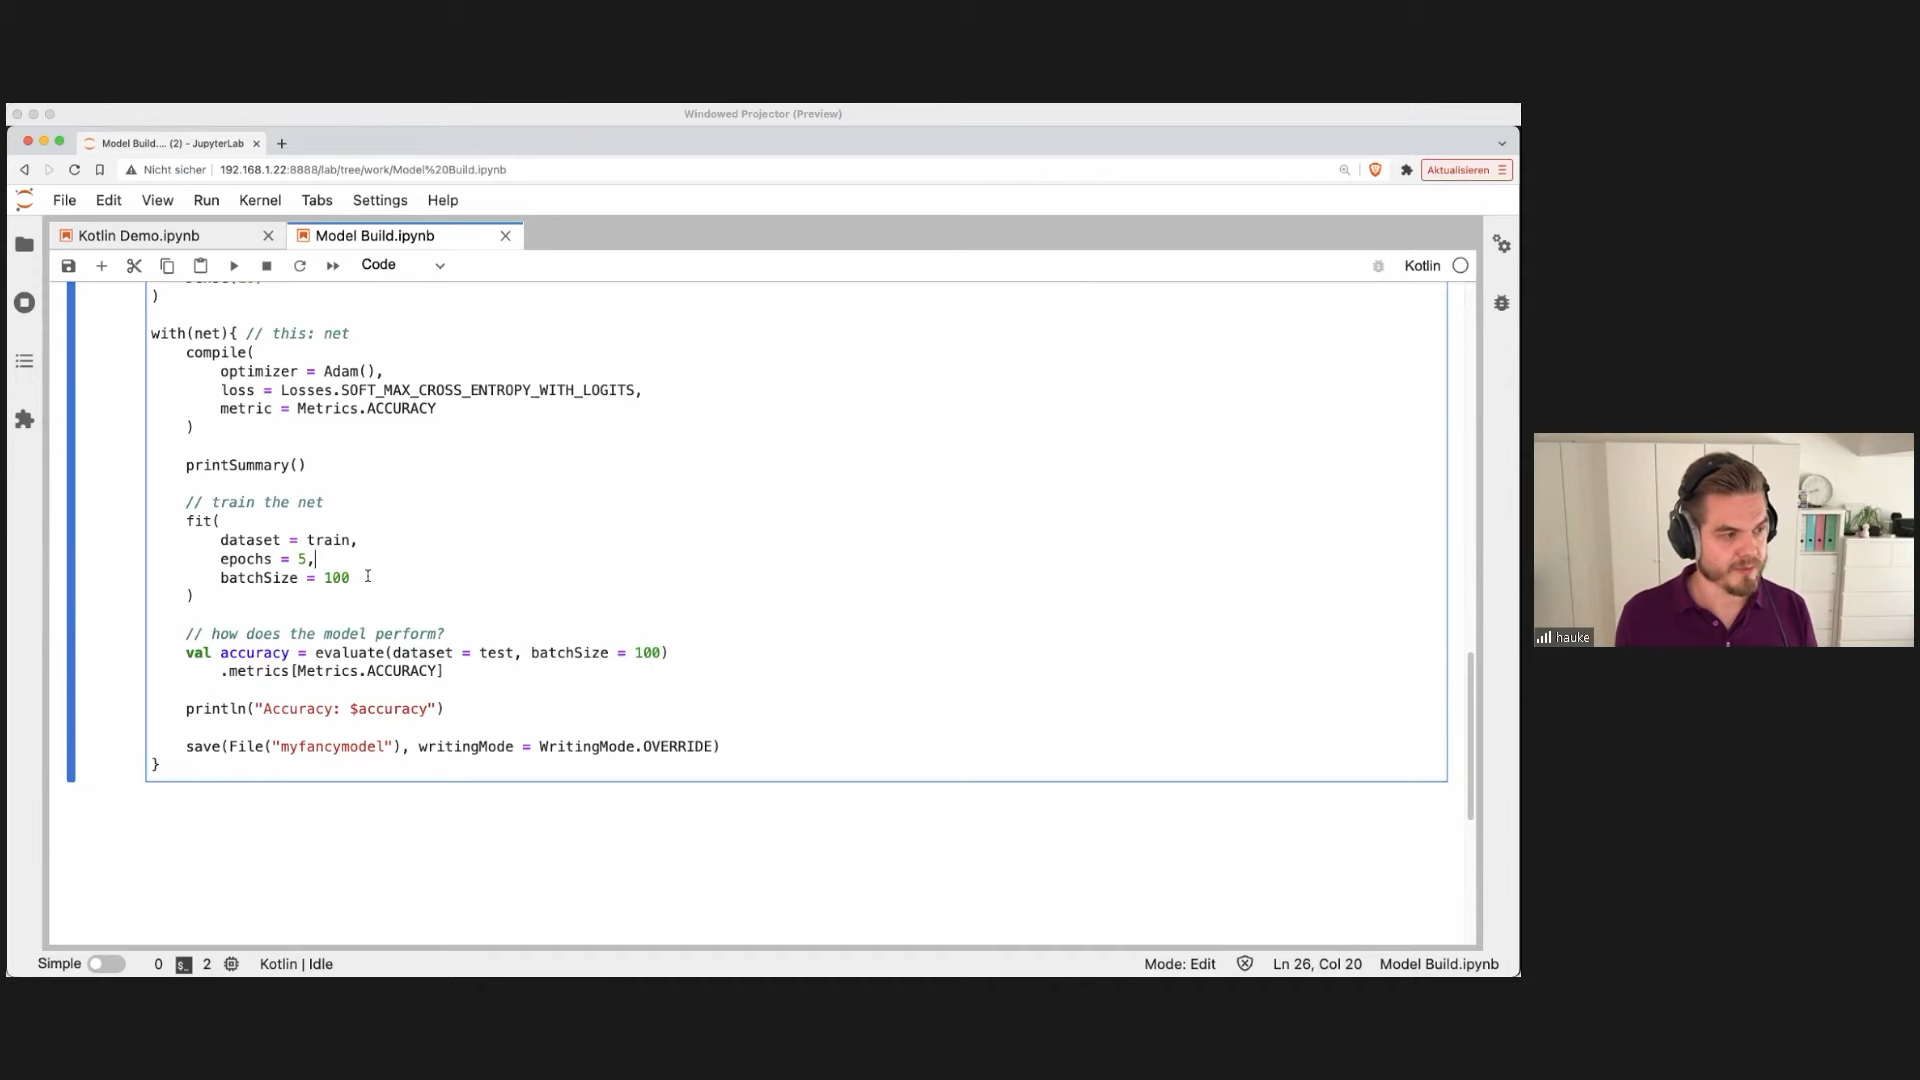 Windowed Projector (Preview)
Model Build.... (2) - JupyterLab
Nicht sicher
192.168.1.22:8888/lab/tree/work/Model%20Build.ipynb
Aktualisieren
File Edit View Run Kernel Tabs Settings Help
Kotlin Demo.ipynb
Model Build.ipynb
Code
Kotlin
)
with(net){ // this: net
compile(
optimizer = Adam(),
loss = Losses.SOFT_MAX_CROSS_ENTROPY_WITH_LOGITS,
metric = Metrics.ACCURACY
)
printSummary()
// train the net
fit(
dataset = train,
epochs = 5,
batchSize = 100
)
// how does the model perform?
val accuracy = evaluate(dataset = test, batchSize = 100)
.metrics[Metrics.ACCURACY]
println("Accuracy: $accuracy")
save(File("myfancymodel"), writingMode = WritingMode.OVERRIDE)
}
Simple
0
2
Kotlin | Idle
Mode: Edit
Ln 26, Col 20
Model Build.ipynb
hauke